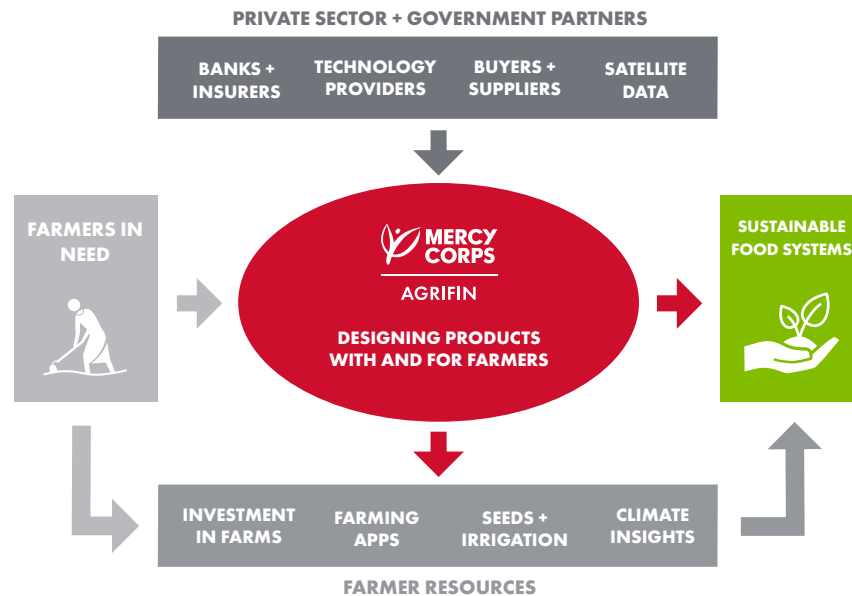 PRIVATE SECTOR + GOVERNMENT PARTNERS
BANKS +
INSURERS
TECHNOLOGY
PROVIDERS
BUYERS +
SUPPLIERS
SATELLITE
DATA
FARMERS IN
NEED
MERCY
CORPS
AGRIFIN
DESIGNING PRODUCTS
WITH AND FOR FARMERS
SUSTAINABLE
FOOD SYSTEMS
INVESTMENT
IN FARMS
FARMING
APPS
SEEDS +
IRRIGATION
CLIMATE
INSIGHTS
FARMER RESOURCES